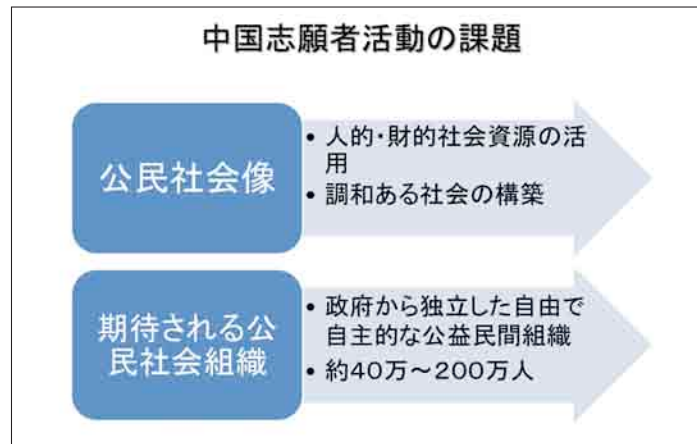 中国志願者活動の課題
公民社会像
• 人的・財的社会資源の活
用
• 調和ある社会の構築
期待される公
民社会組織
• 政府から独立した自由で
自主的な公益民間組織
• 約40万～200万人